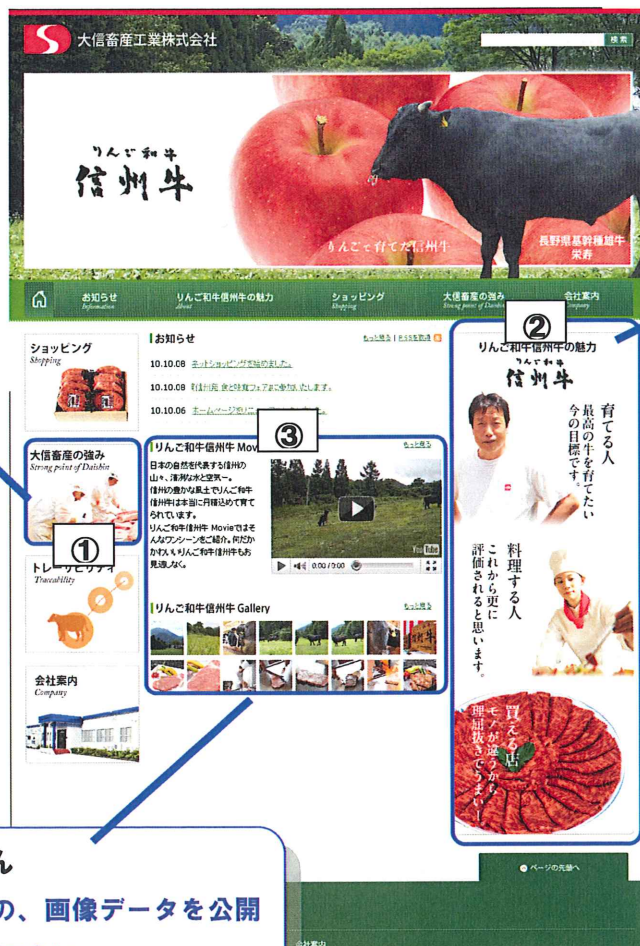 大信畜産工業株式会社
検索
りんご和牛
信州牛
りんごで育てた信州牛
長野県基幹種雄牛
栄寿
お知らせ
Information
りんご和牛信州牛の魅力
About
ショッピング
Shopping
大信畜産の強み
Strong point of Daishin
会社案内
Company
ショッピング
Shopping
大信畜産の強み
Strong point of Daishin
①
トレーサビリティ
Traceability
会社案内
Company
お知らせ
もっと見る | RSSを取得
10.10.08 ネットショッピングを始めました。
10.10.08
10.10.06
③
りんご和牛信州牛 Mov
もっと見る
日本の自然を代表する信州の
山々、清冽な水と空気ー。
信州の豊かな風土でりんご和牛
信州牛は本当に丹精込めて育て
られています。
りんご和牛信州牛 Movieではそ
んなワンシーンをご紹介。何だか
かわいいりんご和牛信州牛もお
見逃しなく。
YouTube
0:00 / 0:00
りんご和牛信州牛 Gallery
もっと見る
②
りんご和牛信州牛の魅力
りんご和牛
信州牛
育てる人
最高の牛を育てたい
今の目標です。
料理する人
これから更に
評価されると思います。
買える店
モノが違うから
理屈抜きでうまい！
ページの先頭へ
ん
の、画像データを公開
会社案内